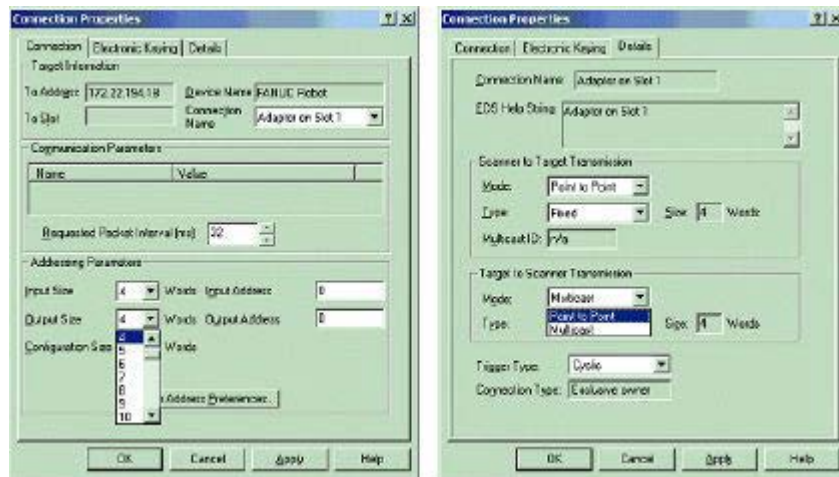 Connection Properties
Connection Electronic Keying Details
Target Information
To Address: 172.22.194.18 Device Name FANUC Robot
To Slot Connection Name Adapter on Slot 1
Communication Parameters
Name Value
Requested Packet Interval (ms) 32
Addressing Parameters
Input Size 4 Words Input Address 0
Output Size 4 Words Output Address 0
Configuration Size Words
4
5
6
7
8
9
10
Address Preferences...
OK Cancel Apply Help
Connection Properties
Connection Electronic Keying Details
Connection Name: Adapter on Slot 1
EDS Help String: Adapter on Slot 1
Scanner to Target Transmission
Mode: Point to Point
Type: Fixed Size: 4 Words
Multicast ID: n/a
Target to Scanner Transmission
Mode: Multicast
Point to Point
Multicast
Type: Size: 4 Words
Trigger Type: Cyclic
Connection Type: Exclusive owner
OK Cancel Apply Help